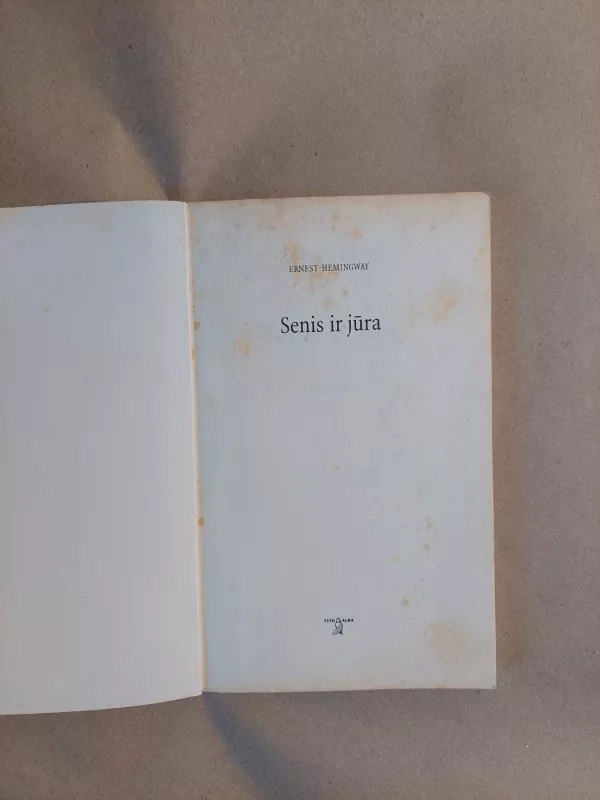 ERNEST HEMINGWAY
Senis ir jūra
TYTO ALBA